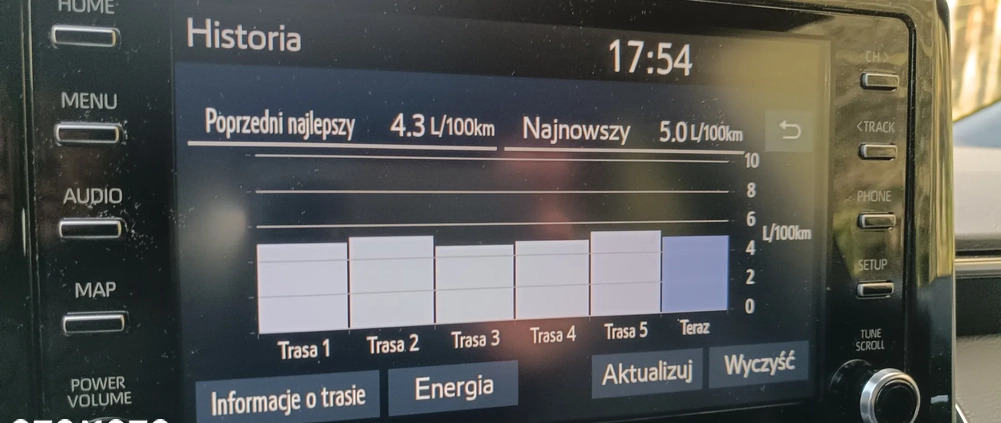 HOME
MENU
AUDIO
MAP
POWER
VOLUME
Historia
17:54
Poprzedni najlepszy 4.3 L/100km
Najnowszy 5.0 L/100km
10
8
6
4
2
0
L/100km
Trasa 1 Trasa 2 Trasa 3 Trasa 4 Trasa 5 Teraz
Informacje o trasie Energia Aktualizuj Wyczyść
CH >
< TRACK
PHONE
SETUP
TUNE
SCROLL